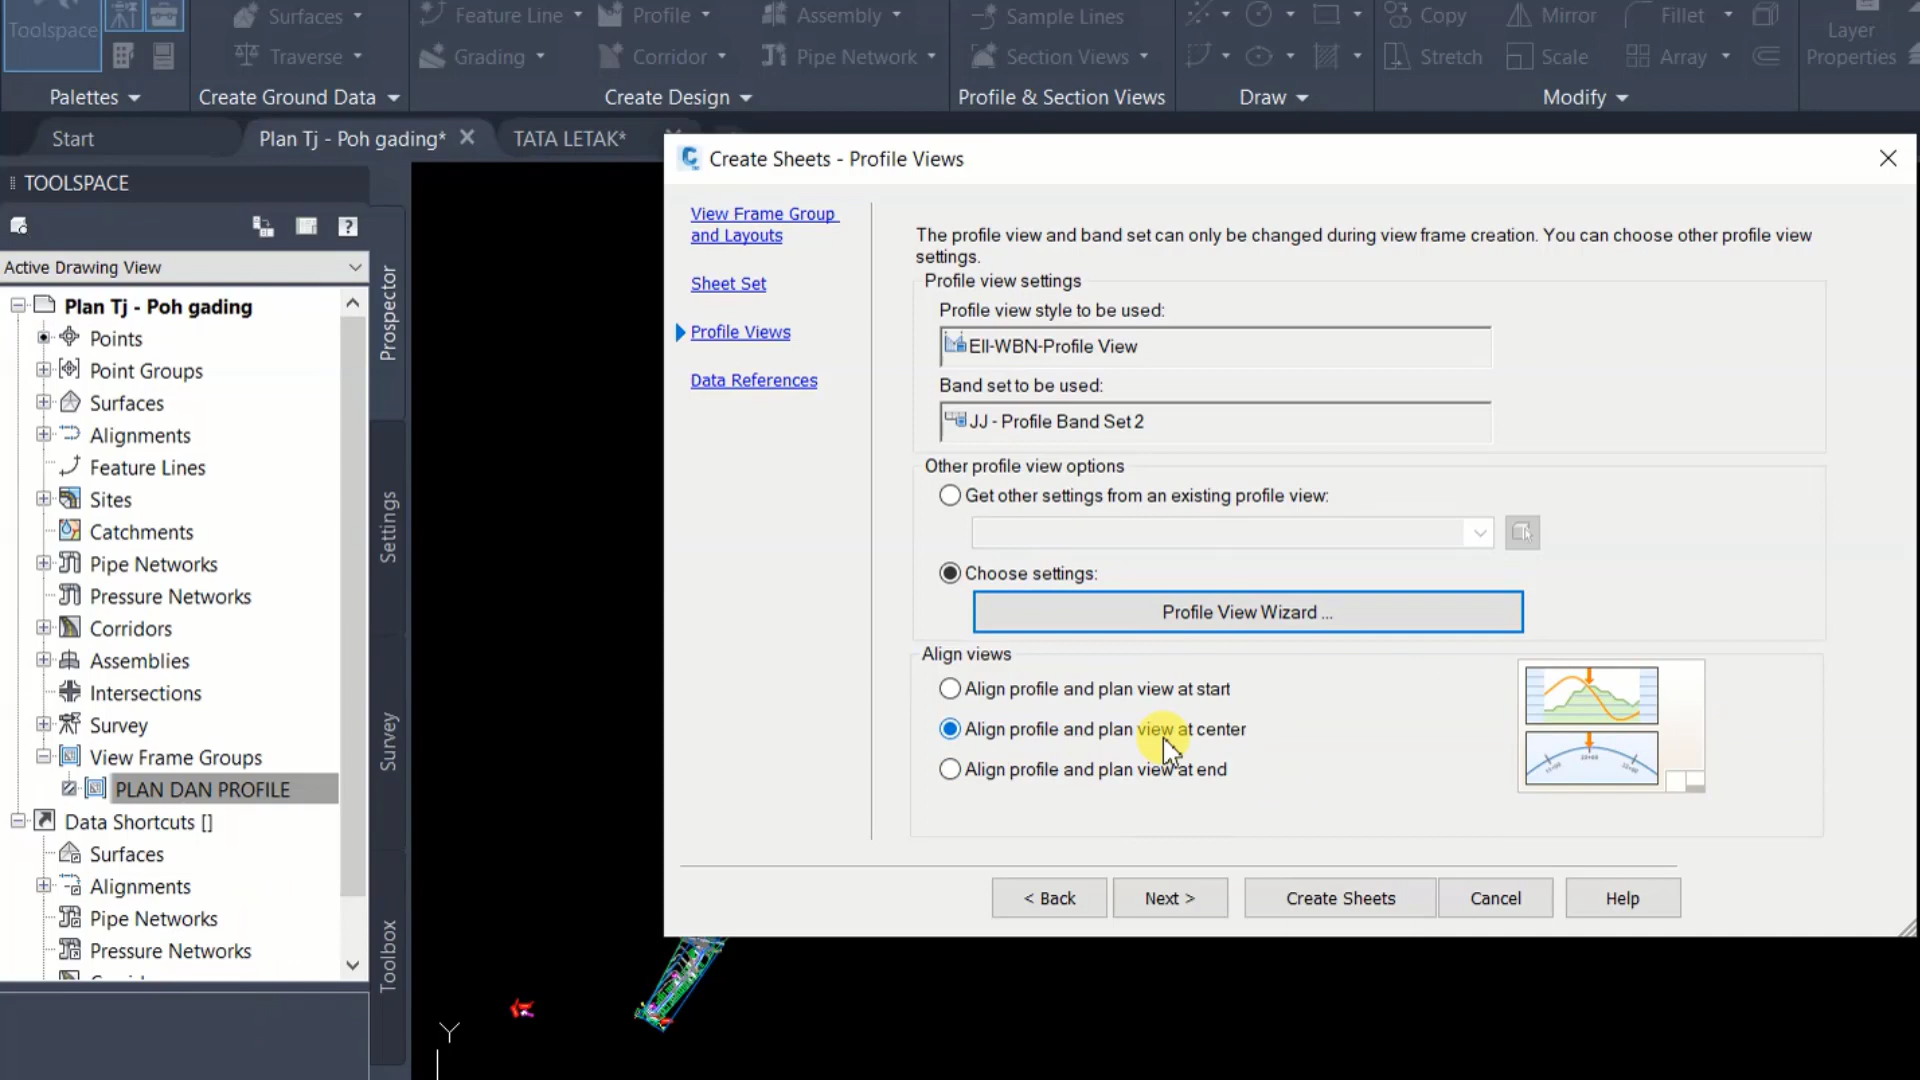 Toolspace
Surfaces
Traverse
Feature Line
Profile
Assembly
Grading
Corridor
Pipe Network
Sample Lines
Section Views
Copy
Mirror
Fillet
Stretch
Scale
Array
Layer
Properties
Palettes
Create Ground Data
Create Design
Profile & Section Views
Draw
Modify
Start
Plan Tj - Poh gading*
TATA LETAK*
TOOLSPACE
Active Drawing View
Plan Tj - Poh gading
Points
Point Groups
Surfaces
Alignments
Feature Lines
Sites
Catchments
Pipe Networks
Pressure Networks
Corridors
Assemblies
Intersections
Survey
View Frame Groups
PLAN DAN PROFILE
Data Shortcuts []
Surfaces
Alignments
Pipe Networks
Pressure Networks
Prospector
Settings
Survey
Toolbox
Create Sheets - Profile Views
View Frame Group
and Layouts
Sheet Set
Profile Views
Data References
The profile view and band set can only be changed during view frame creation. You can choose other profile view
settings.
Profile view settings
Profile view style to be used:
Ell-WBN-Profile View
Band set to be used:
JJ - Profile Band Set 2
Other profile view options
Get other settings from an existing profile view:
Choose settings:
Profile View Wizard ...
Align views
Align profile and plan view at start
Align profile and plan view at center
Align profile and plan view at end
< Back
Next >
Create Sheets
Cancel
Help
Y